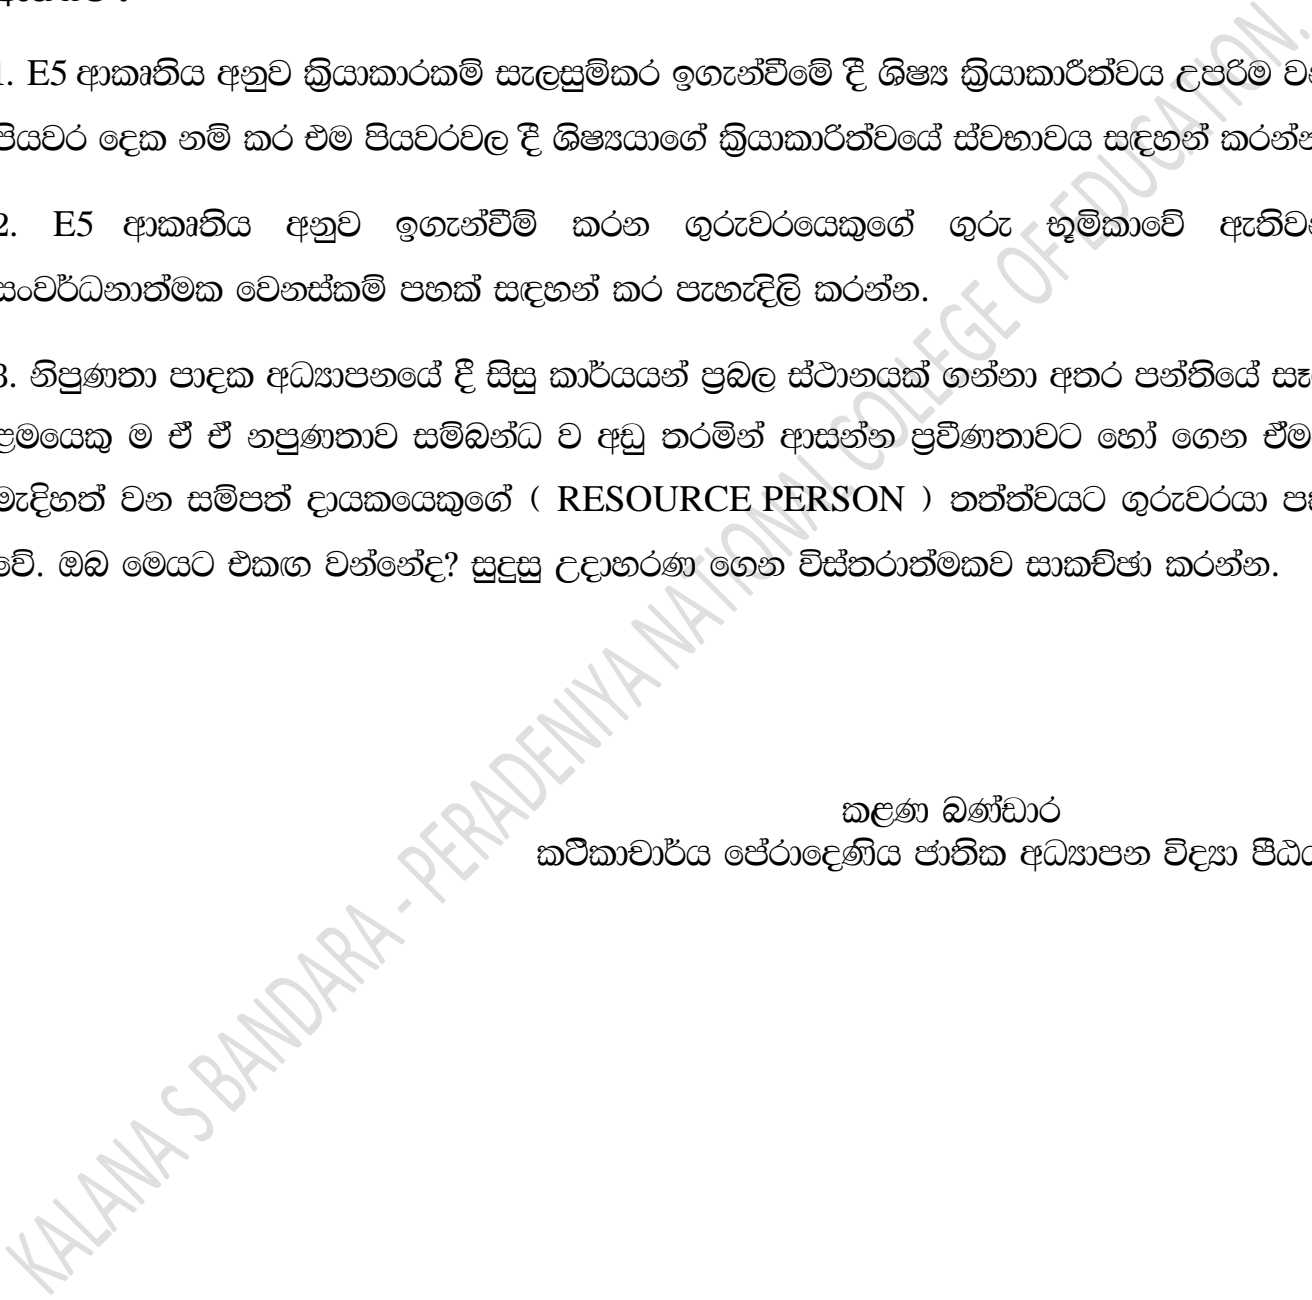 1. E5 ආකෘතිය අනුව ක්‍රියාකාරකම් සැලසුම්කර ඉගැන්වීමේ දී ශිෂ්‍ය ක්‍රියාකාරීත්වය උපරිම
පියවර දෙක නම් කර එම පියවරවල දී ශිෂ්‍යයාගේ ක්‍රියාකාරිත්වයේ ස්වභාවය සඳහන් කරන්න
2. E5 ආකෘතිය අනුව ඉගැන්වීම් කරන ගුරුවරයෙකුගේ ගුරු භූමිකාවේ ඇතිවන
සංවර්ධනාත්මක වෙනස්කම් පහක් සඳහන් කර පැහැදිලි කරන්න.
3. නිපුණතා පාදක අධ්‍යාපනයේ දී සිසු කාර්යයන් ප්‍රබල ස්ථානයක් ගන්නා අතර පන්තියේ
ළමයෙකු ම ඒ ඒ නපුණතාව සම්බන්ධ ව අඩු තරමින් ආසන්න ප්‍රවීණතාවට හෝ ගෙන ඒම
මැදිහත් වන සම්පත් දායකයෙකුගේ ( RESOURCE PERSON ) තත්ත්වයට ගුරුවරයා
වේ. ඔබ මෙයට එකඟ වන්නේද? සුදුසු උදාහරණ ගෙන විස්තරාත්මකව සාකච්ඡා කරන්න.
කළණ බණ්ඩාර
කථිකාචාර්ය පේරාදෙණිය ජාතික අධ්‍යාපන විද්‍යා පීඨය
KALANA S BANDARA - PERADENIYA NATIONAL COLLEGE OF EDUCATION.